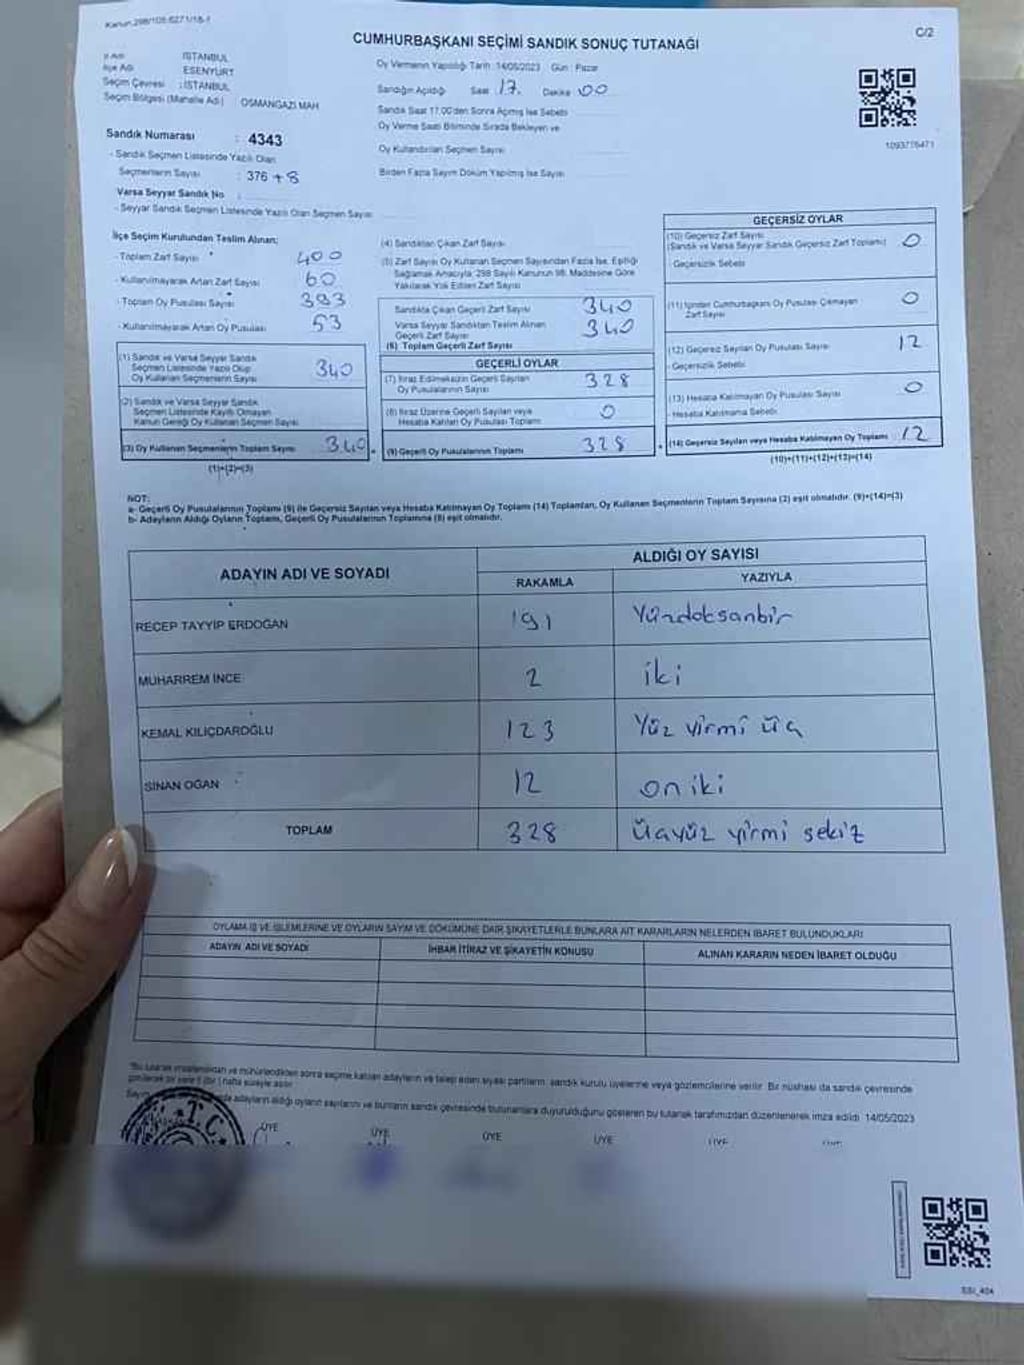 Kanun 298/105-6271/18-1
C/2
CUMHURBAŞKANI SEÇİMİ SANDIK SONUÇ TUTANAĞI
İl Adı : İSTANBUL
İlçe Adı : ESENYURT
Seçim Çevresi : İSTANBUL
Seçim Bölgesi (Mahalle Adı) OSMANGAZİ MAH
Oy Vermenin Yapıldığı Tarih :14/05/2023 Gün : Pazar
Sandığın Açıldığı Saat 17. Dakika 00
Sandık Saat 17.00'den Sonra Açılmış İse Sebebi
Oy Verme Saati Bitiminde Sırada Bekleyen ve
Oy Kullandırılan Seçmen Sayısı
Birden Fazla Sayım Döküm Yapılmış İse Sayısı
1093776471
Sandık Numarası : 4343
- Sandık Seçmen Listesinde Yazılı Olan
Seçmenlerin Sayısı : 376 +8
Varsa Seyyar Sandık No :
- Seyyar Sandık Seçmen Listesinde Yazılı Olan Seçmen Sayısı
İlçe Seçim Kurulundan Teslim Alınan;
- Toplam Zarf Sayısı 400
- Kullanılmayarak Artan Zarf Sayısı 60
- Toplam Oy Pusulası Sayısı 393
- Kullanılmayarak Artan Oy Pusulası 53
(1) Sandık ve Varsa Seyyar Sandık
Seçmen Listesinde Yazılı Olup
Oy Kullanan Seçmenlerin Sayısı 340
(2) Sandık ve Varsa Seyyar Sandık
Seçmen Listesinde Kayıtlı Olmayan
Kanun Gereği Oy Kullanan Seçmen Sayısı
(3) Oy Kullanan Seçmenlerin Toplam Sayısı 340
(1)+(2)=(3)
(4) Sandıktan Çıkan Zarf Sayısı
(5) Zarf Sayısı Oy Kullanan Seçmen Sayısından Fazla İse, Eşitliği
Sağlamak Amacıyla; 298 Sayılı Kanunun 98. Maddesine Göre
Yakılarak Yok Edilen Zarf Sayısı
Sandıkta Çıkan Geçerli Zarf Sayısı 340
Varsa Seyyar Sandıktan Teslim Alınan
Geçerli Zarf Sayısı 340
(6) Toplam Geçerli Zarf Sayısı
GEÇERLİ OYLAR
(7) İtiraz Edilmeksizin Geçerli Sayılan
Oy Pusulalarının Sayısı 328
(8) İtiraz Üzerine Geçerli Sayılan veya
Hesaba Katılan Oy Pusulaları Toplamı 0
(9) Geçerli Oy Pusulalarının Toplamı 328
GEÇERSİZ OYLAR
(10) Geçersiz Zarf Sayısı
(Sandık ve Varsa Seyyar Sandık Geçersiz Zarf Toplamı) 0
- Geçersizlik Sebebi
(11) İçinden Cumhurbaşkanı Oy Pusulası Çıkmayan
Zarf Sayısı 0
(12) Geçersiz Sayılan Oy Pusulası Sayısı 12
- Geçersizlik Sebebi
(13) Hesaba Katılmayan Oy Pusulası Sayısı 0
- Hesaba Katılmama Sebebi
(14) Geçersiz Sayılan veya Hesaba Katılmayan Oy Toplamı 12
(10)+(11)+(12)+(13)=(14)
NOT:
a- Geçerli Oy Pusulalarının Toplamı (9) ile Geçersiz Sayılan veya Hesaba Katılmayan Oy Toplamı (14) Toplamları, Oy Kullanan Seçmenlerin Toplam Sayısına (3) eşit olmalıdır. (9)+(14)=(3)
b- Adayların Aldığı Oyların Toplamı, Geçerli Oy Pusulalarının Toplamına (9) eşit olmalıdır.
ADAYIN ADI VE SOYADI
ALDIĞI OY SAYISI
RAKAMLA YAZIYLA
RECEP TAYYİP ERDOĞAN 191 Yüzdoksanbir
MUHARREM İNCE 2 iki
KEMAL KILIÇDAROĞLU 123 Yüz yirmi üç
SİNAN OĞAN 12 on iki
TOPLAM 328 üçyüz yirmi sekiz
OYLAMA İŞ VE İŞLEMLERİNE VE OYLARIN SAYIM VE DÖKÜMÜNE DAİR ŞİKAYETLERLE BUNLARA AİT KARARLARIN NELERDEN İBARET BULUNDUKLARI
ADAYIN ADI VE SOYADI İHBAR İTİRAZ VE ŞİKAYETİN KONUSU ALINAN KARARIN NEDEN İBARET OLDUĞU
*Bu tutanak imzalandıktan ve mühürlendikten sonra seçime katılan adayların ve talep eden siyasi partilerin sandık kurulu üyelerine veya gözlemcilerine verilir. Bir nüshası da sandık çevresinde
görülecek bir yere 1 (bir) hafta süreyle asılır
Sayım adayların aldığı oyların sayılarını ve bunların sandık çevresinde bulunanlara duyurulduğunu gösteren bu tutanak tarafımızdan düzenlenerek imza edildi 14/05/2023
T.C.
ÜYE ÜYE ÜYE ÜYE ÜYE
SSI_404